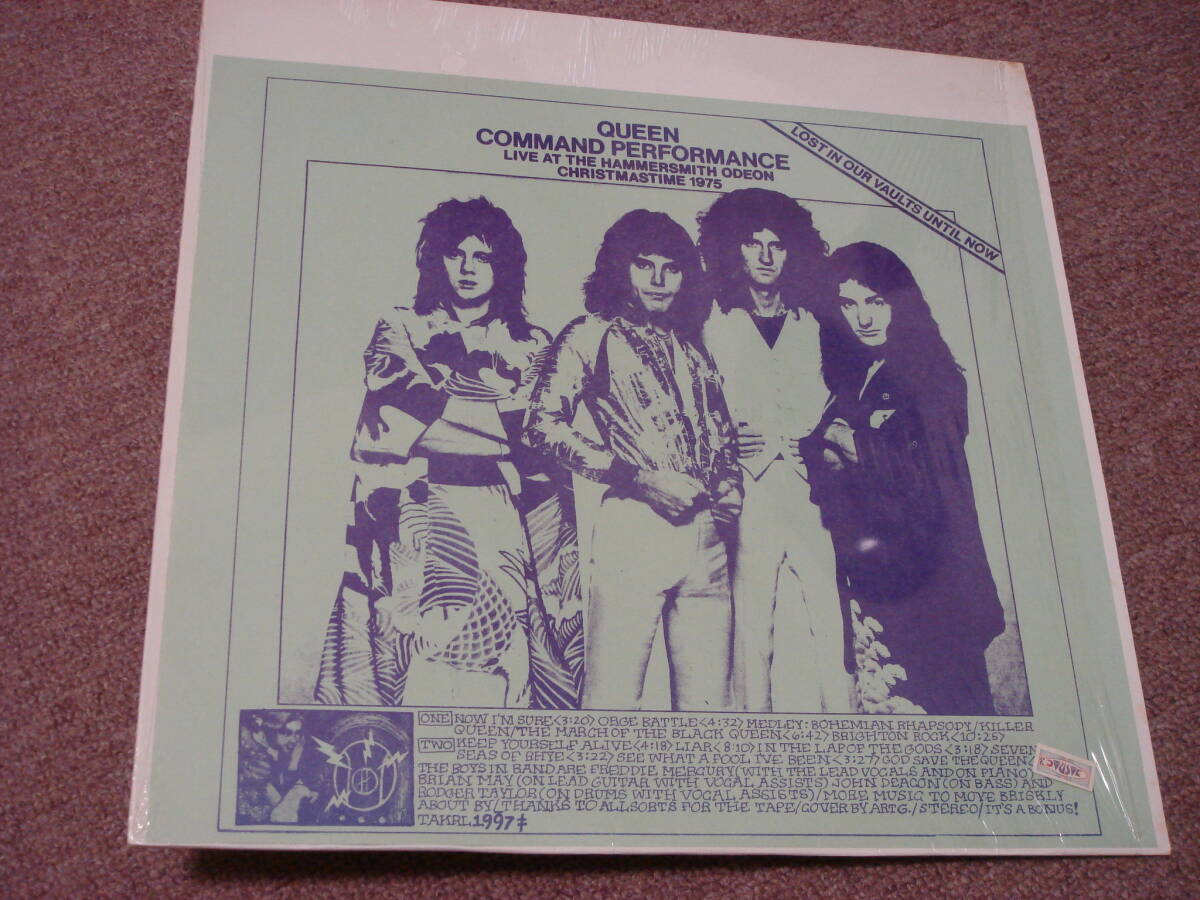 QUEEN
COMMAND PERFORMANCE
LIVE AT THE HAMMERSMITH ODEON
CHRISTMASTIME 1975
LOST IN OUR VAULTS UNTIL NOW
ONE NOW I'M SURE<3:20> ORGE BATTLE<4:32> MEDLEY: BOHEMIAN RHAPSODY/KILLER
QUEEN/THE MARCH OF THE BLACK QUEEN<6:42> BRIGHTON ROCK<10:25>
TWO KEEP YOURSELF ALIVE<4:18> LIAR<8:10> IN THE LAP OF THE GODS<3:18> SEVEN
SEAS OF RHYE<3:22> SEE WHAT A FOOL I'VE BEEN<3:27> GOD SAVE THE QUEEN
THE BOYS IN BAND ARE FREDDIE MERCURY(WITH THE LEAD VOCALS AND ON PIANO)
BRIAN MAY(ON LEAD GUITAR WITH VOCAL ASSISTS) JOHN DEACON(ON BASS) AND
RODGER TAYLOR(ON DRUMS WITH VOCAL ASSISTS)/MORE MUSIC TO MOVE BRISKLY
ABOUT BY/THANKS TO ALLSORTS FOR THE TAPE/COVER BY ARTG./STEREO/IT'S A BONUS!
TAKRL 1997